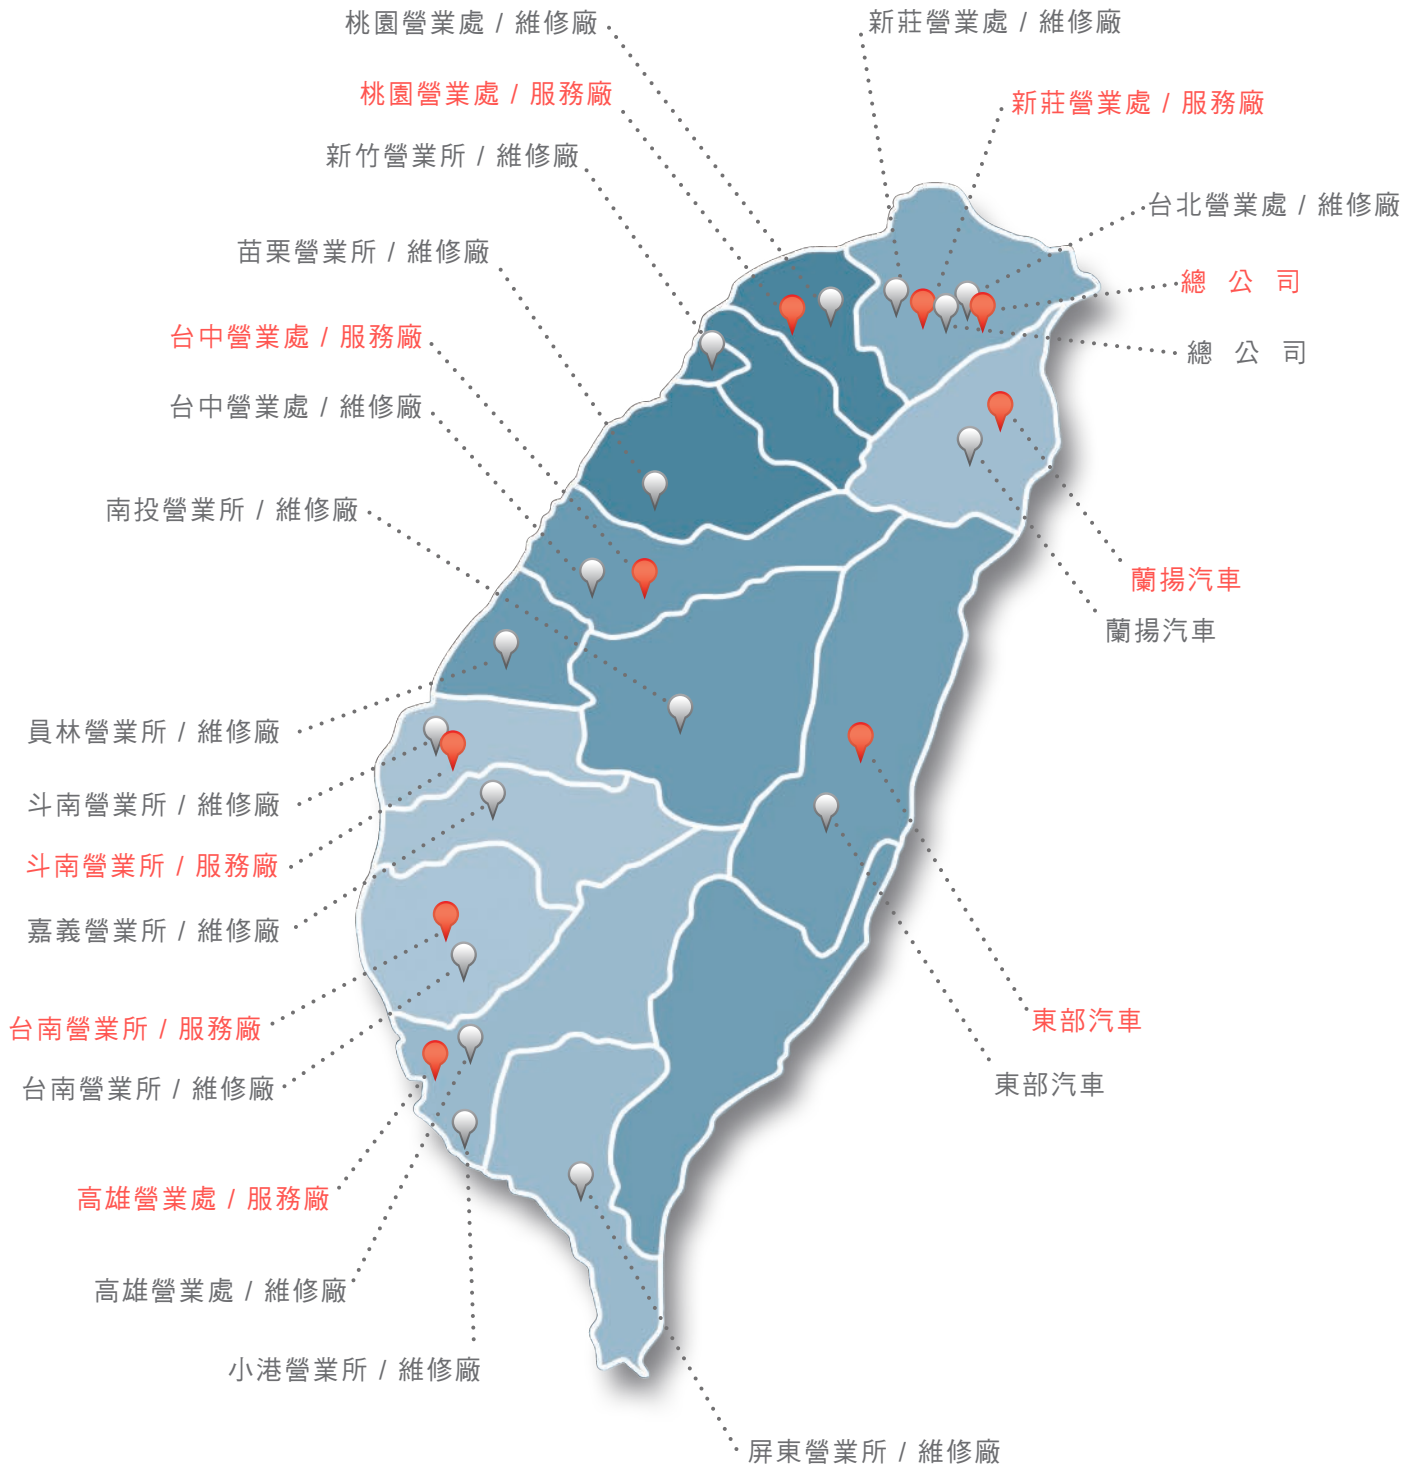 桃園營業處 / 維修廠
新莊營業處 / 維修廠
桃園營業處 / 服務廠
新莊營業處 / 服務廠
新竹營業所 / 維修廠
台北營業處 / 維修廠
苗栗營業所 / 維修廠
總 公 司
台中營業處 / 服務廠
總 公 司
台中營業處 / 維修廠
南投營業所 / 維修廠
蘭揚汽車
蘭揚汽車
員林營業所 / 維修廠
斗南營業所 / 維修廠
斗南營業所 / 服務廠
嘉義營業所 / 維修廠
台南營業所 / 服務廠
東部汽車
台南營業所 / 維修廠
東部汽車
高雄營業處 / 服務廠
高雄營業處 / 維修廠
小港營業所 / 維修廠
屏東營業所 / 維修廠